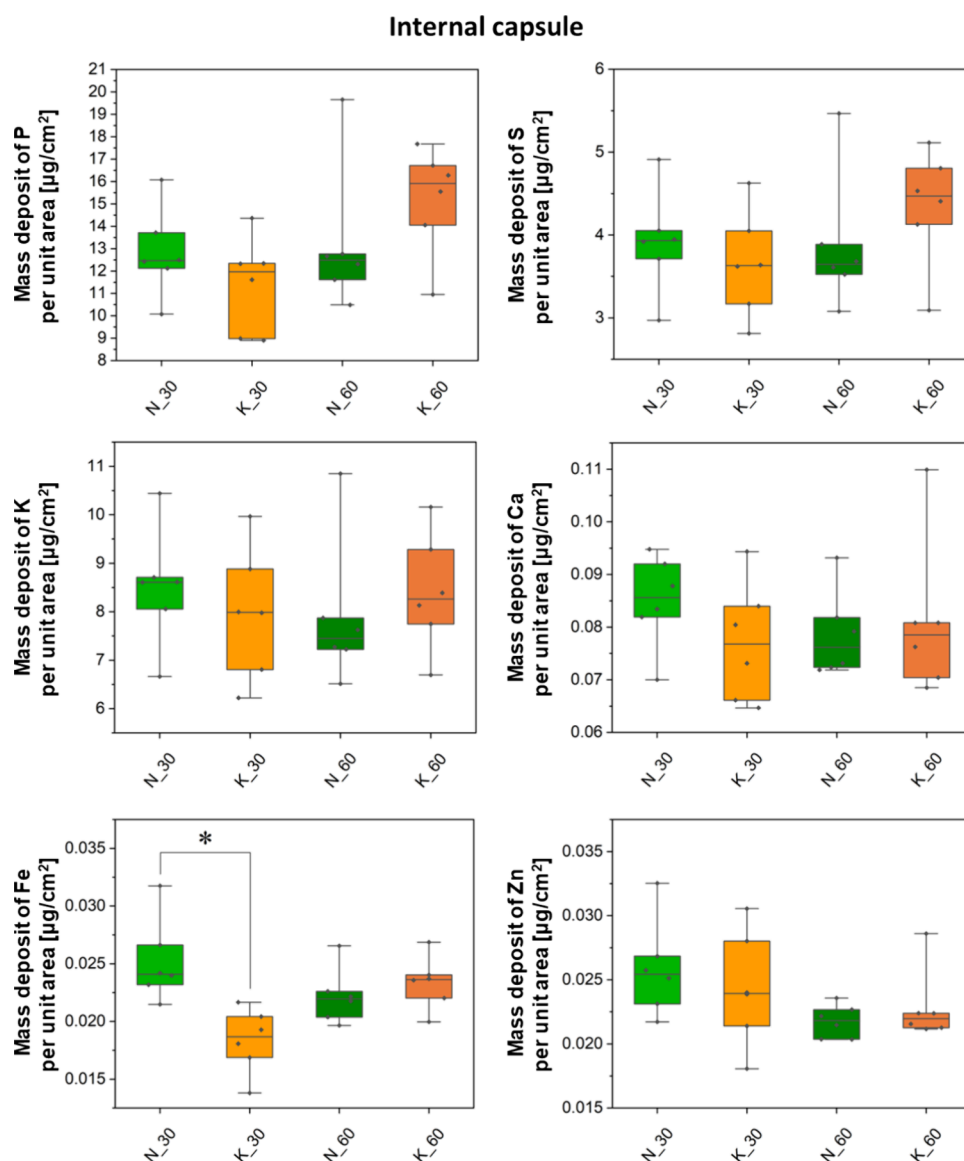 Internal capsule
Mass deposit of P
per unit area [µg/cm²]
21
20
19
18
17
16
15
14
13
12
11
10
9
8
N_30
K_30
N_60
K_60
Mass deposit of S
per unit area [µg/cm²]
6
5
4
3
N_30
K_30
N_60
K_60
Mass deposit of K
per unit area [µg/cm²]
11
10
9
8
7
6
N_30
K_30
N_60
K_60
Mass deposit of Ca
per unit area [µg/cm²]
0.11
0.10
0.09
0.08
0.07
0.06
N_30
K_30
N_60
K_60
Mass deposit of Fe
per unit area [µg/cm²]
0.035
0.030
0.025
0.020
0.015
*
N_30
K_30
N_60
K_60
Mass deposit of Zn
per unit area [µg/cm²]
0.035
0.030
0.025
0.020
0.015
N_30
K_30
N_60
K_60